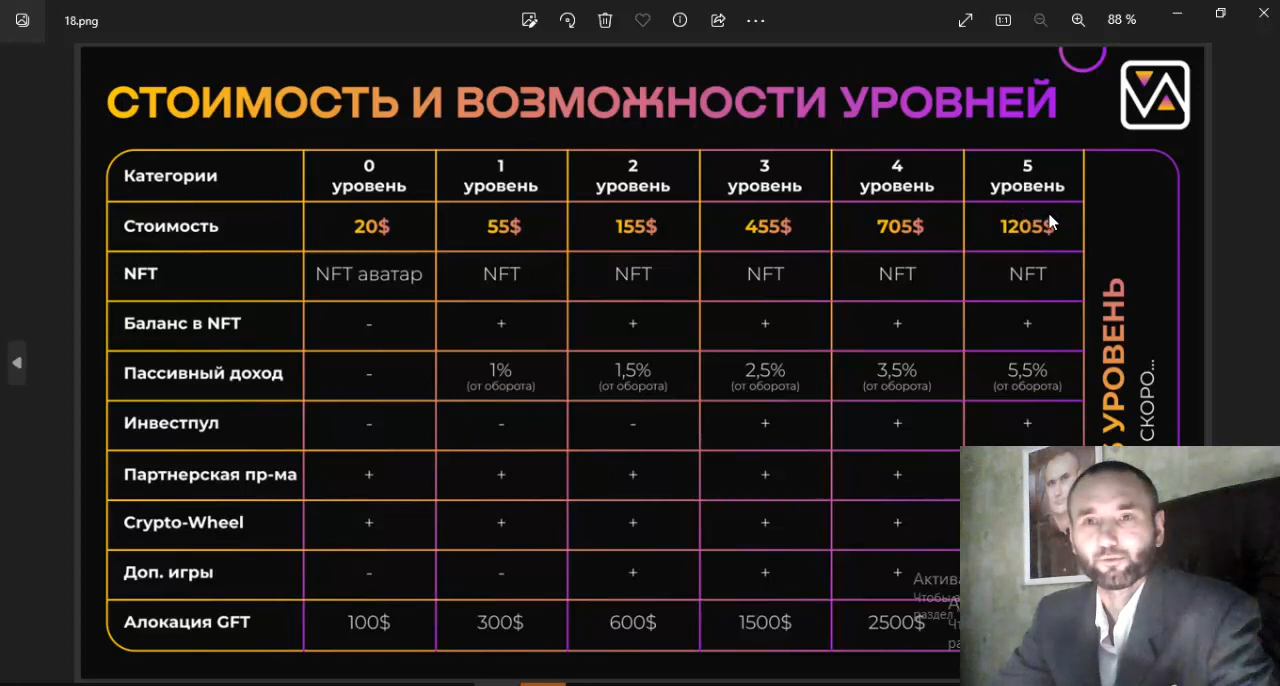 18.png
88 %
СТОИМОСТЬ И ВОЗМОЖНОСТИ УРОВНЕЙ
Категории
0 уровень
1 уровень
2 уровень
3 уровень
4 уровень
5 уровень
Стоимость
20$
55$
155$
455$
705$
1205$
NFT
NFT аватар
NFT
NFT
NFT
NFT
NFT
Баланс в NFT
-
+
+
+
+
+
Пассивный доход
-
1%
(от оборота)
1,5%
(от оборота)
2,5%
(от оборота)
3,5%
(от оборота)
5,5%
(от оборота)
Инвестпул
-
-
-
+
+
+
Партнерская пр-ма
+
+
+
+
+
Crypto-Wheel
+
+
+
+
+
Доп. игры
-
-
+
+
+
Алокация GFT
100$
300$
600$
1500$
2500$
УРОВЕНЬ
СКОРО...